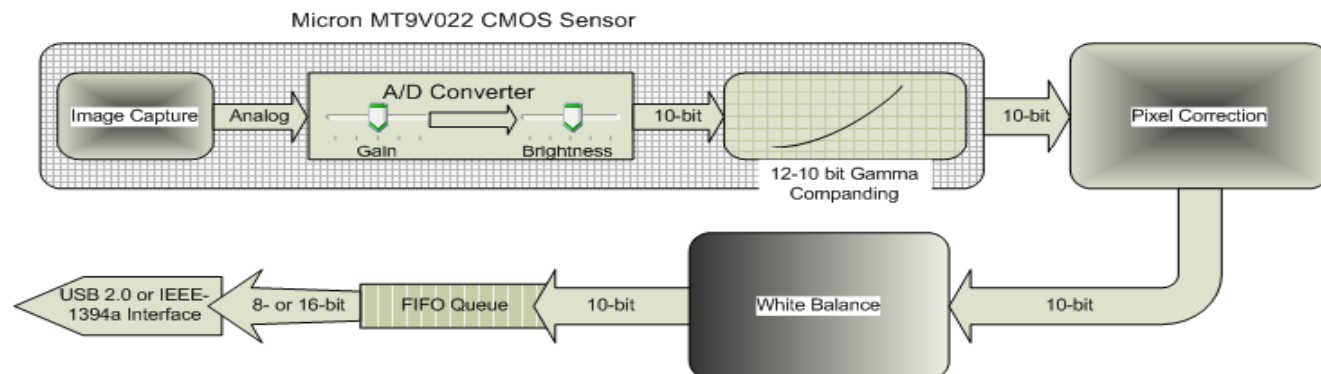 Micron MT9V022 CMOS Sensor
Image Capture
Analog
A/D Converter
Gain
Brightness
10-bit
12-10 bit Gamma
Companding
10-bit
Pixel Correction
10-bit
White Balance
10-bit
FIFO Queue
8- or 16-bit
USB 2.0 or IEEE-
1394a Interface